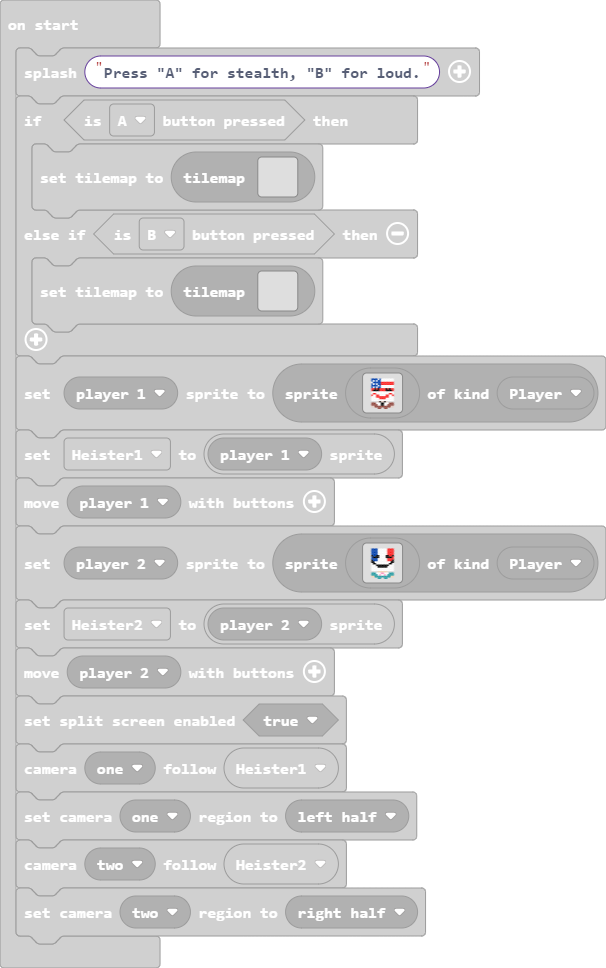 on start
splash "Press "A" for stealth, "B" for loud."
if is A button pressed then
set tilemap to tilemap
else if is B button pressed then
set tilemap to tilemap
set player 1 sprite to sprite of kind Player
set Heister1 to player 1 sprite
move player 1 with buttons
set player 2 sprite to sprite of kind Player
set Heister2 to player 2 sprite
move player 2 with buttons
set split screen enabled true
camera one follow Heister1
set camera one region to left half
camera two follow Heister2
set camera two region to right half